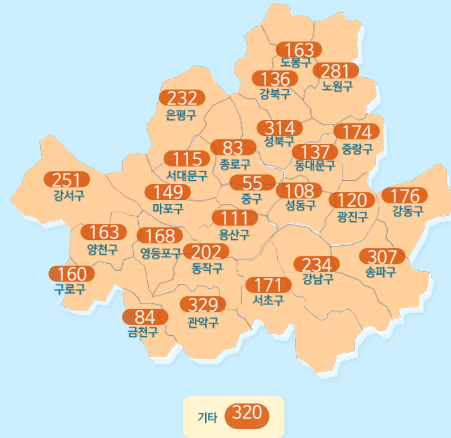 163
도봉구
281
노원구
136
강북구
232
은평구
314
성북구
174
중랑구
83
종로구
137
동대문구
115
서대문구
251
강서구
149
마포구
55
중구
108
성동구
120
광진구
176
강동구
111
용산구
163
양천구
168
영등포구
202
동작구
307
송파구
234
강남구
160
구로구
171
서초구
329
관악구
84
금천구
기타 320